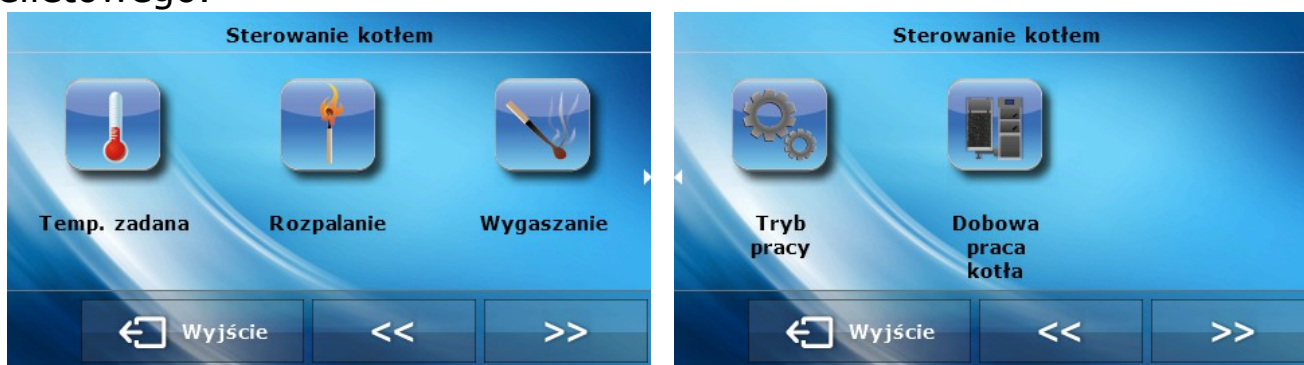 Sterowanie kotłem
Temp. zadana
Rozpalanie
Wygaszanie
Wyjście
<<
>>
Sterowanie kotłem
Tryb
pracy
Dobowa
praca
kotła
Wyjście
<<
>>